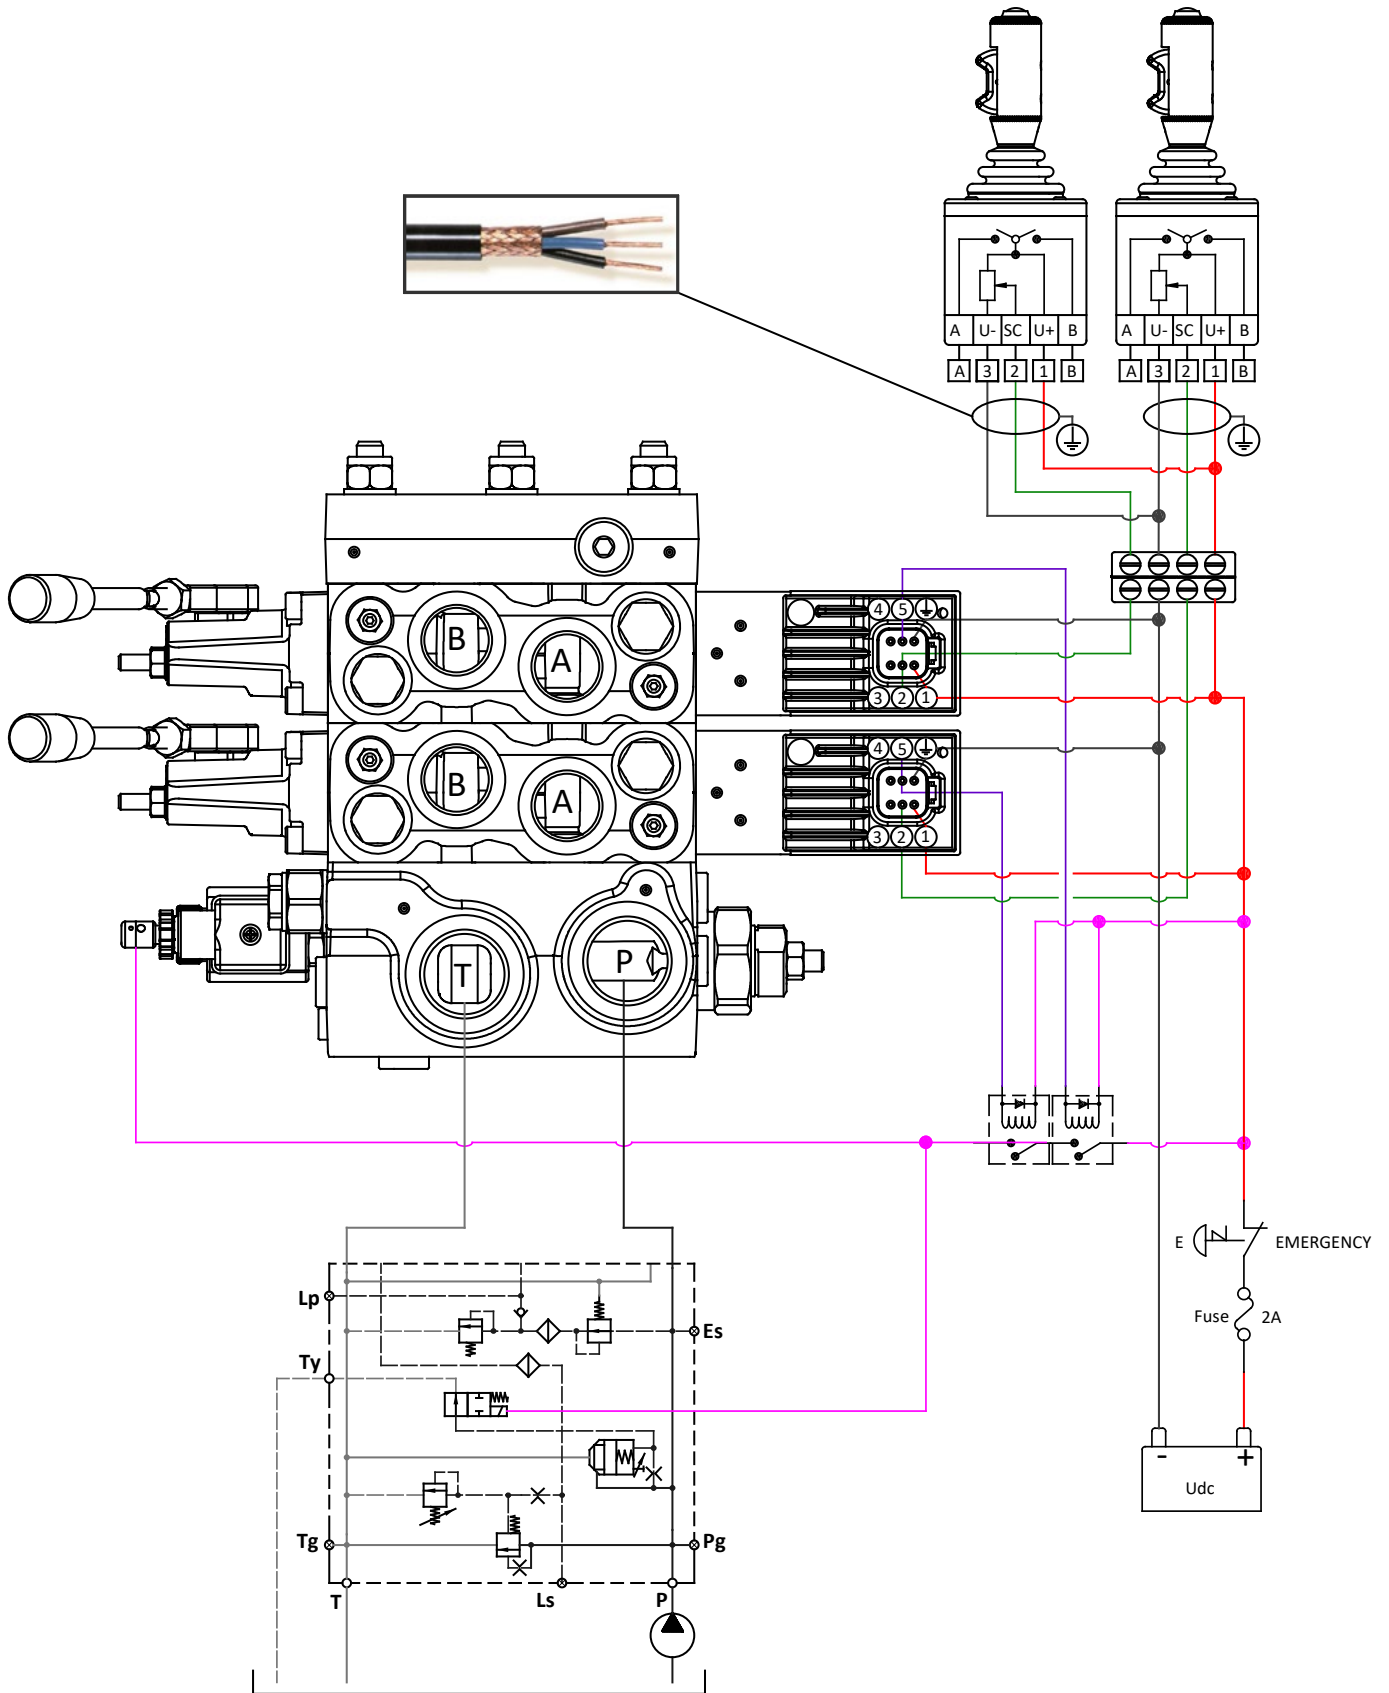 A U- SC U+ B
A U- SC U+ B
A 3 2 1 B
A 3 2 1 B
4 5
B
A
3 2 1
4 5
B
A
3 2 1
T
P
E
EMERGENCY
Lp
Fuse 2A
Es
Ty
- +
Udc
Tg
Pg
T
Ls
P